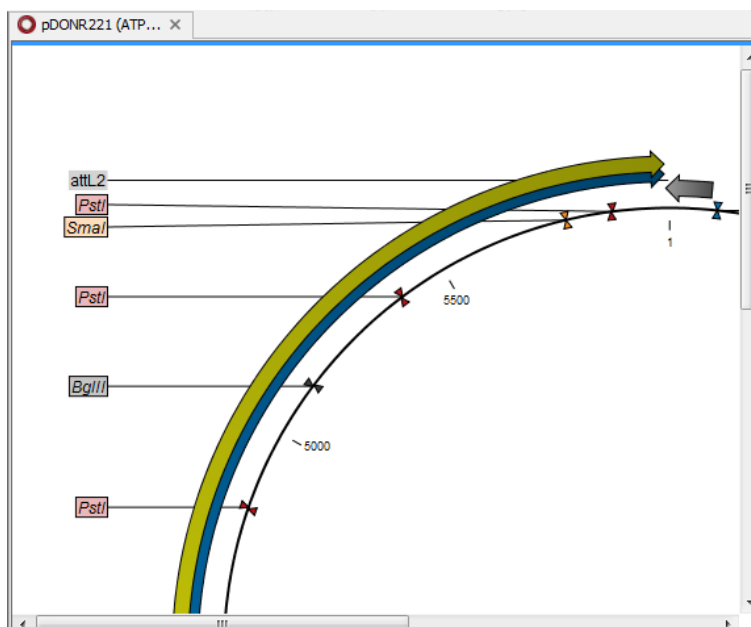 pDONR221 (ATP...
attL2
PstI
SmaI
1
PstI
5500
BglII
5000
PstI